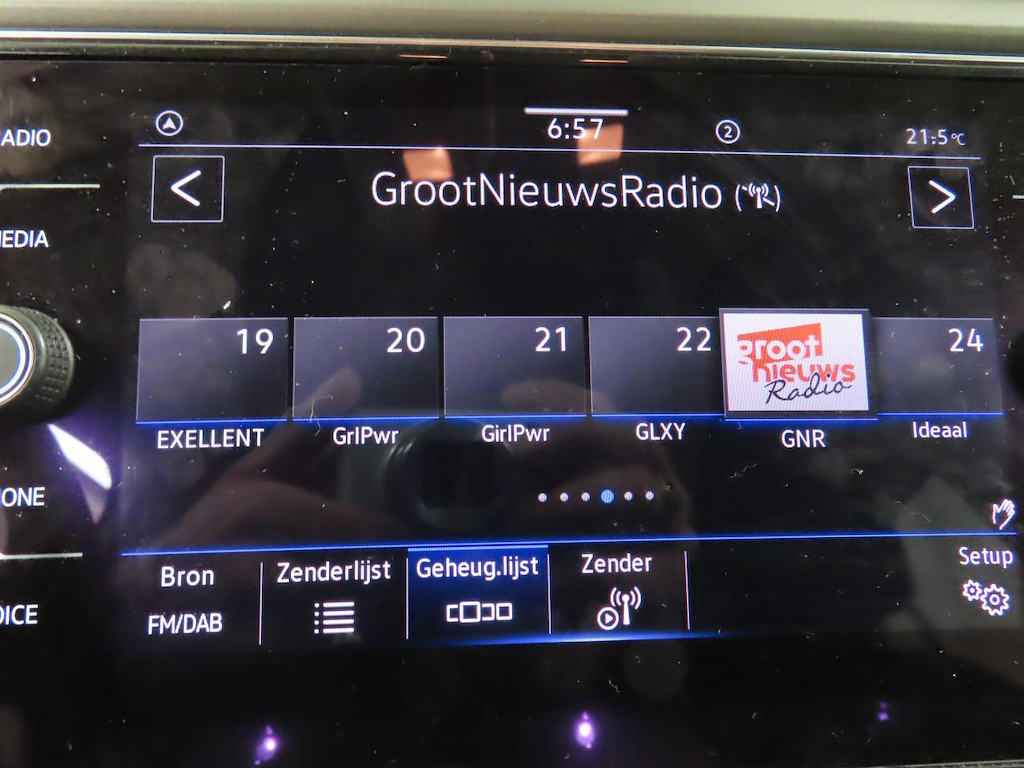 ADIO
6:57
2
21.5°C
<
GrootNieuwsRadio
>
EDIA
19
20
21
22
groot
nieuws
Radio
24
EXELLENT
GrlPwr
GirlPwr
GLXY
GNR
Ideaal
ONE
Bron
Zenderlijst
Geheug.lijst
Zender
Setup
OICE
FM/DAB